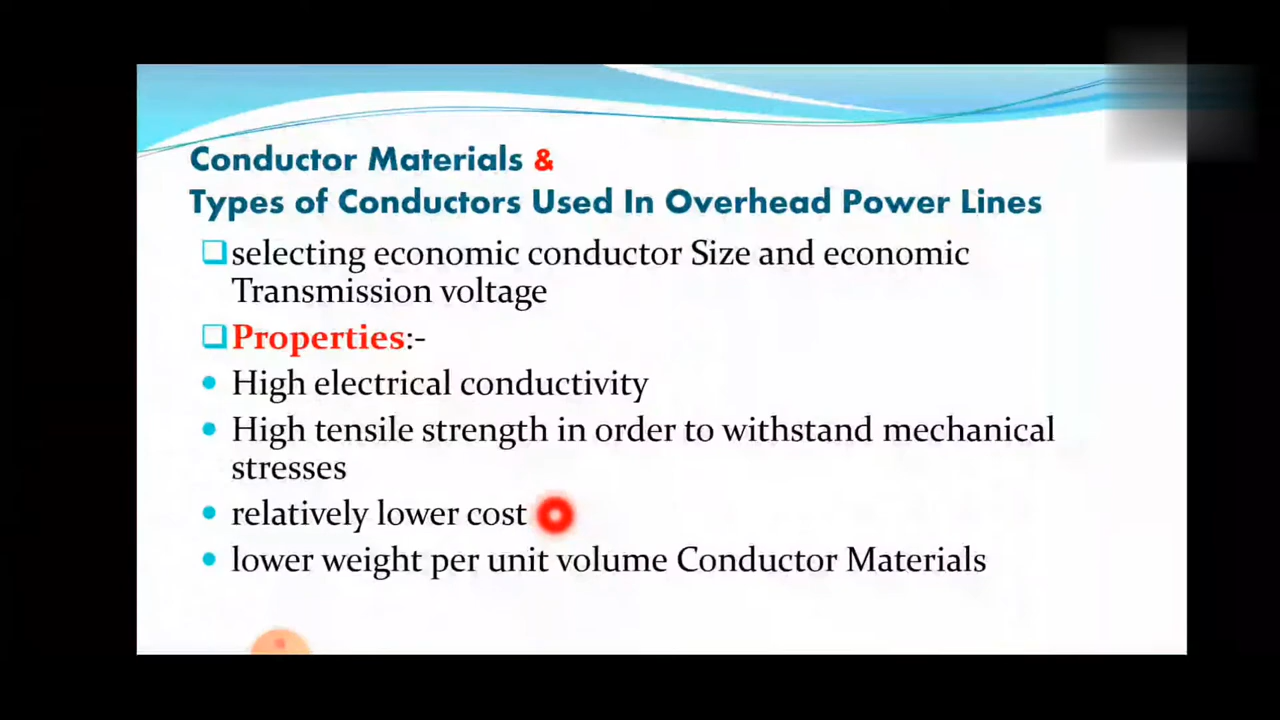 Conductor Materials &
Types of Conductors Used In Overhead Power Lines
selecting economic conductor Size and economic
Transmission voltage
Properties:-
High electrical conductivity
High tensile strength in order to withstand mechanical
stresses
relatively lower cost
lower weight per unit volume Conductor Materials